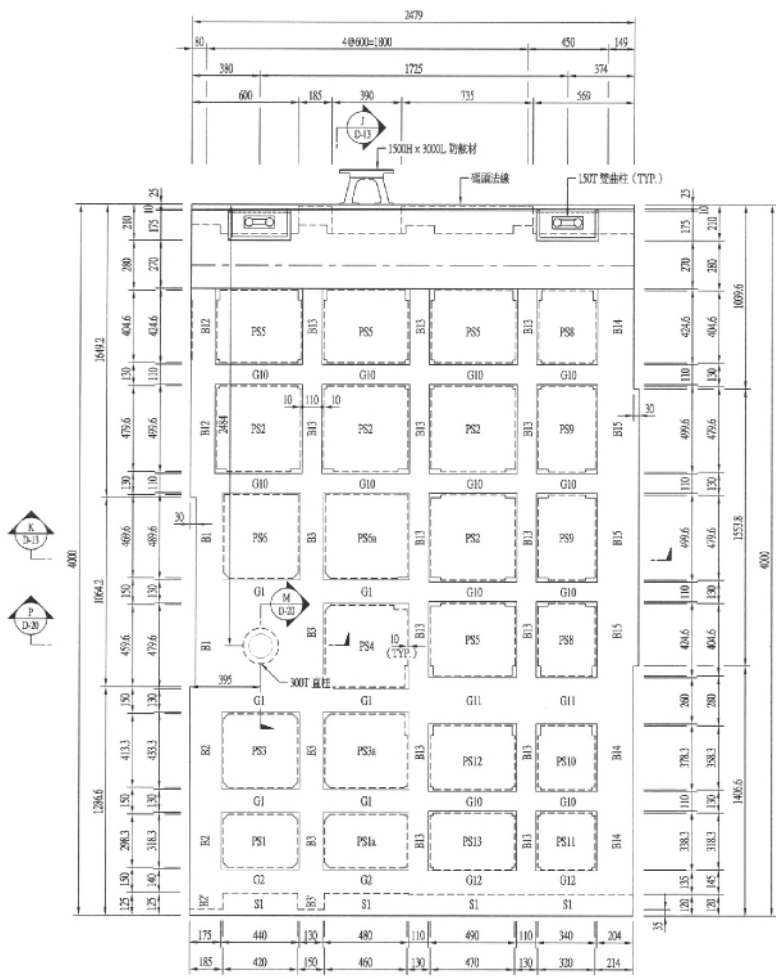 2479
80 4@600=1800 450 149
380 1725 374
600 185 390 735 569
J
D-13
1500H x 3000L 防舷材
碼頭法線
150T 雙曲柱 (TYP.)
25 25
10 10
210 175 175 210
280 270 270 280
404.6 424.6 B12 PS5 B13 PS5 B13 PS5 B13 PS8 B14 424.6 404.6
1649.2 1039.6
130 110 G10 G10 G10 G10 110 130
10 110 10 30
2484
479.6 499.6 B12 PS2 B13 PS2 B13 PS2 B13 PS9 B15 499.6 479.6
130 110 G10 G10 G10 G10 110 130
K
D-13
30
4000 4000
469.6 489.6 B1 PS6 B3 PS6a B13 PS2 B13 PS9 B15 499.6 479.6
1553.8
1064.2
150 130 G1 G1 G10 G10 110 130
P
D-20
M
D-20
459.6 479.6 B1 B3 PS4 B13 PS5 B13 PS8 B15 424.6 404.6
10
(TYP.)
395
300T 直柱
150 130 G1 G1 G11 G11 260 280
413.3 433.3 B2 PS3 B3 PS3a B13 PS12 B13 PS10 B14 378.3 358.3
1286.6 1406.6
150 130 G1 G1 G10 G10 110 130
298.3 318.3 B2 PS1 B3 PS1a B13 PS13 B13 PS11 B14 338.3 318.3
150 140 G2 G2 G12 G12 135 145
125 125 B2' S1 B3' S1 S1 S1 120 120
35
175 440 130 480 110 490 110 340 204
185 420 150 460 130 470 130 320 214